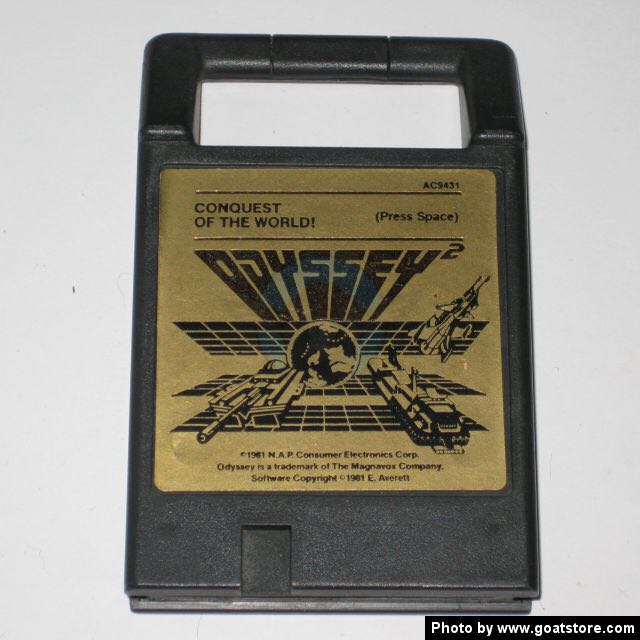 AC9431
CONQUEST
OF THE WORLD! (Press Space)
ODYSSEY²
©1981 N.A.P. Consumer Electronics Corp.
Odyssey is a trademark of The Magnavox Company.
Software Copyright ©1981 E. Averett
Photo by www.goatstore.com